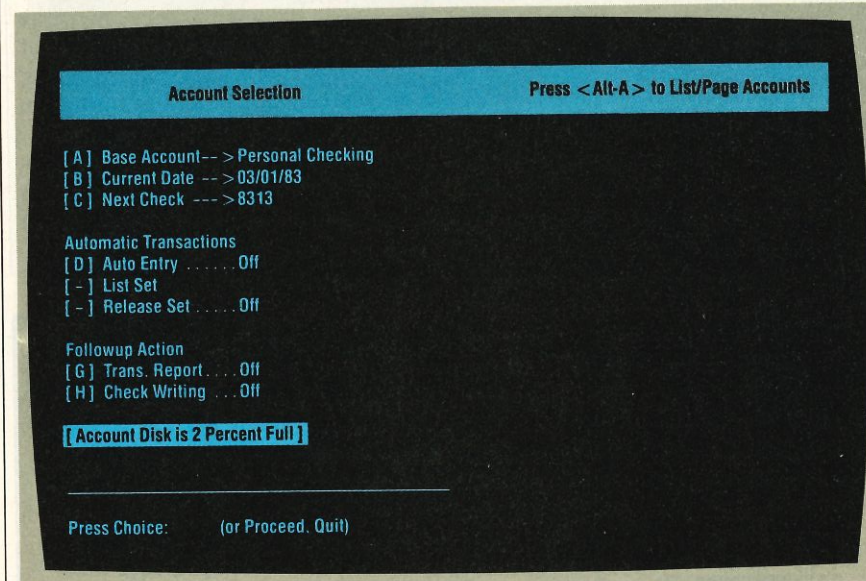 Account Selection Press <Alt-A> to List/Page Accounts
[A] Base Account-->Personal Checking
[B] Current Date -->03/01/83
[C] Next Check --->8313
Automatic Transactions
[D] Auto Entry ......Off
[-] List Set
[-] Release Set .....Off
Followup Action
[G] Trans. Report....Off
[H] Check Writing ...Off
[Account Disk is 2 Percent Full]
Press Choice: (or Proceed, Quit)